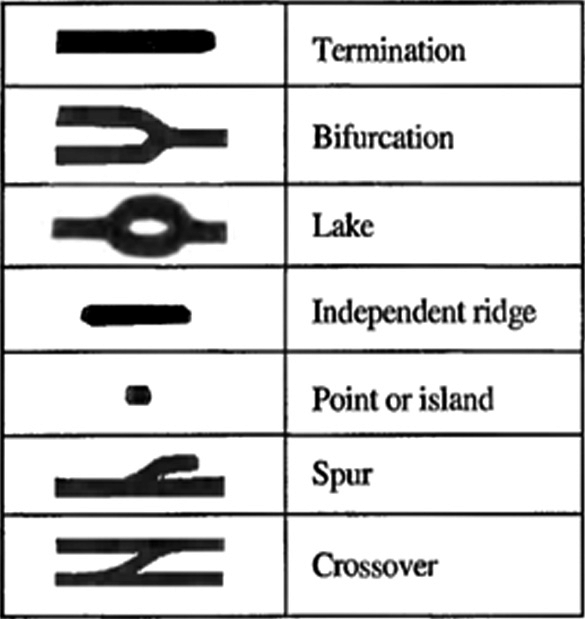 Termination
Bifurcation
Lake
Independent ridge
Point or island
Spur
Crossover